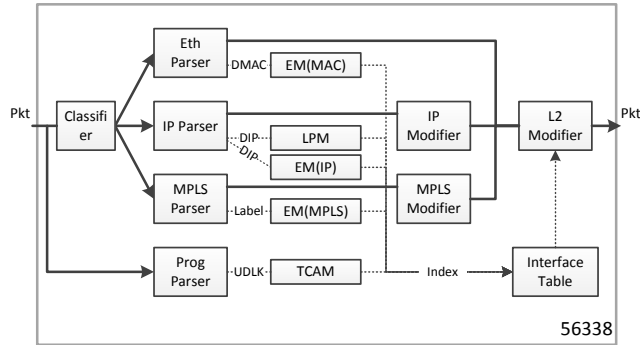 Eth
Parser
DMAC
EM(MAC)
Pkt
Classifi
er
IP Parser
DIP
LPM
DIP
EM(IP)
IP
Modifier
L2
Modifier
Pkt
MPLS
Parser
Label
EM(MPLS)
MPLS
Modifier
Prog
Parser
UDLK
TCAM
Index
Interface
Table
56338